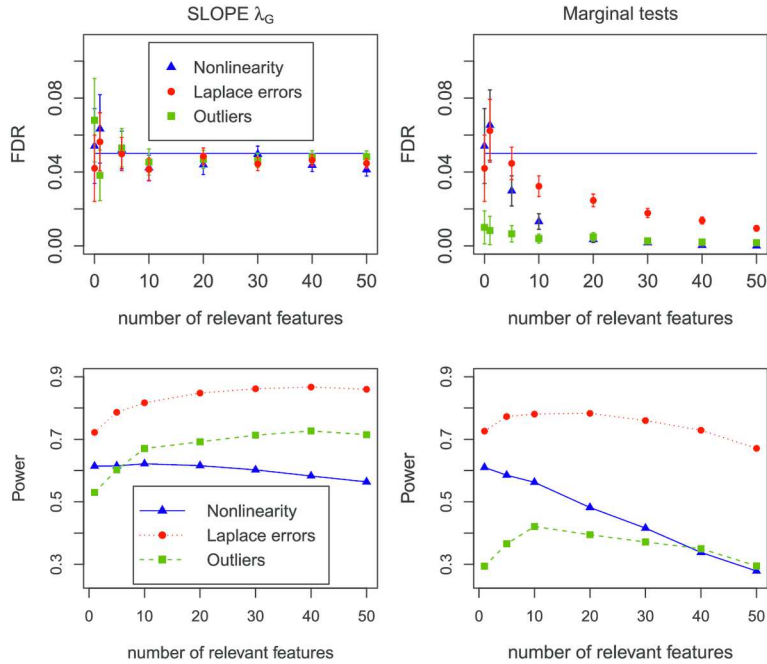 SLOPE λG
Marginal tests
FDR
0.00 0.04 0.08
Nonlinearity
Laplace errors
Outliers
0 10 20 30 40 50
number of relevant features
FDR
0.00 0.04 0.08
0 10 20 30 40 50
number of relevant features
Power
0.3 0.5 0.7 0.9
Nonlinearity
Laplace errors
Outliers
0 10 20 30 40 50
number of relevant features
Power
0.3 0.5 0.7 0.9
0 10 20 30 40 50
number of relevant features